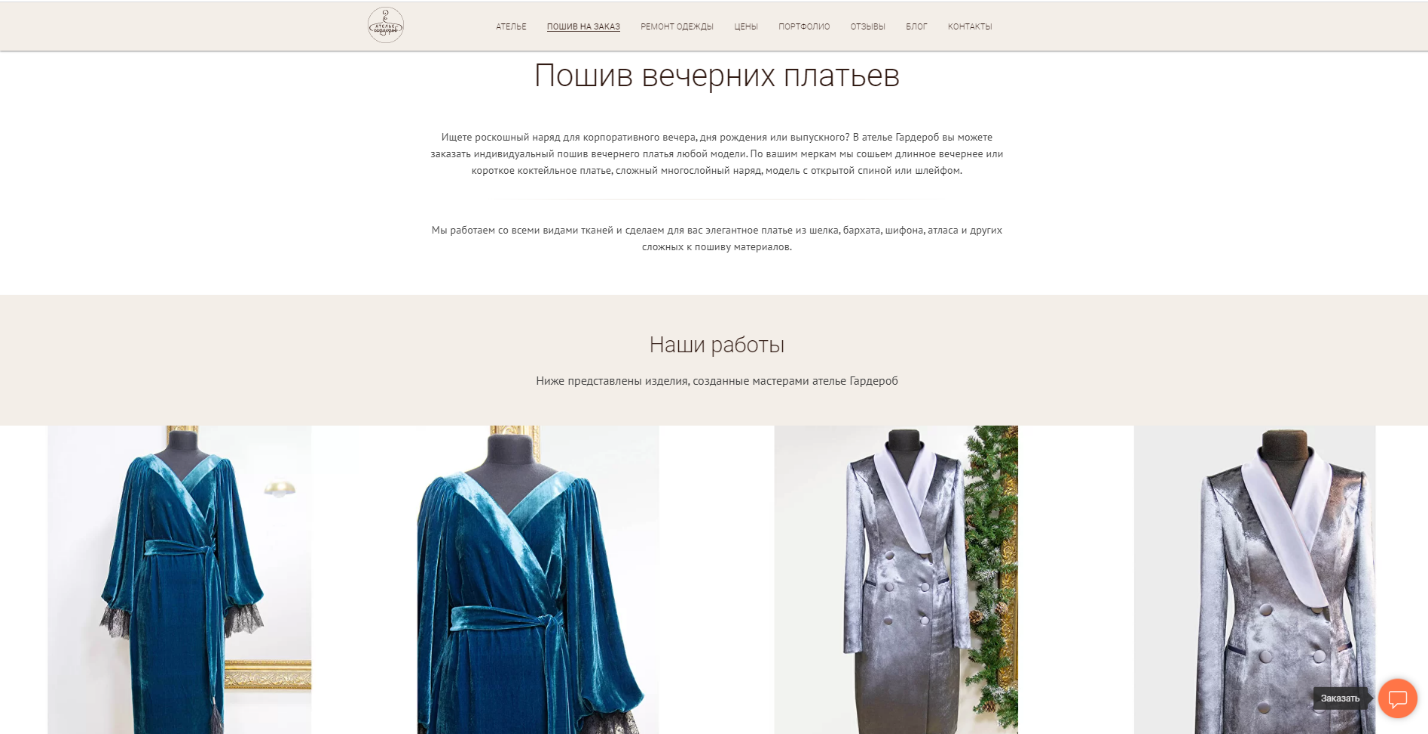 АТЕЛЬЕ
Гардероб
АТЕЛЬЕ ПОШИВ НА ЗАКАЗ РЕМОНТ ОДЕЖДЫ ЦЕНЫ ПОРТФОЛИО ОТЗЫВЫ БЛОГ КОНТАКТЫ
Пошив вечерних платьев
Ищете роскошный наряд для корпоративного вечера, дня рождения или выпускного? В ателье Гардероб вы можете
заказать индивидуальный пошив вечернего платья любой модели. По вашим меркам мы сошьем длинное вечернее или
короткое коктейльное платье, сложный многослойный наряд, модель с открытой спиной или шлейфом.
Мы работаем со всеми видами тканей и сделаем для вас элегантное платье из шелка, бархата, шифона, атласа и других
сложных к пошиву материалов.
Наши работы
Ниже представлены изделия, созданные мастерами ателье Гардероб
Заказать